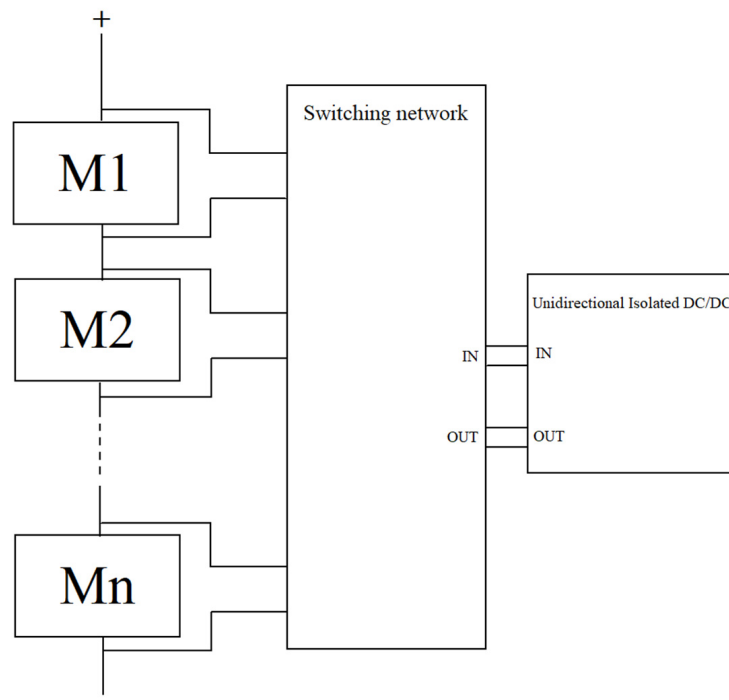 +
M1
Switching network
M2
Unidirectional Isolated DC/DC
IN
IN
OUT
OUT
Mn